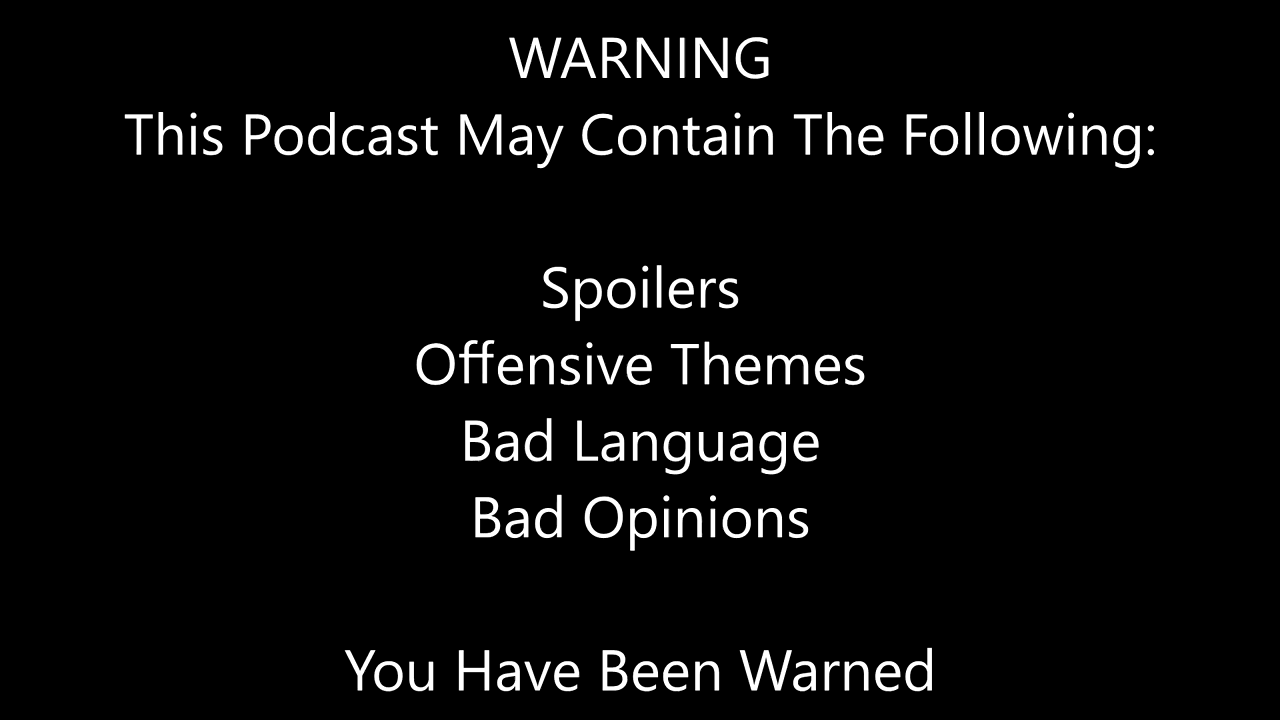 WARNING
This Podcast May Contain The Following:
Spoilers
Offensive Themes
Bad Language
Bad Opinions
You Have Been Warned